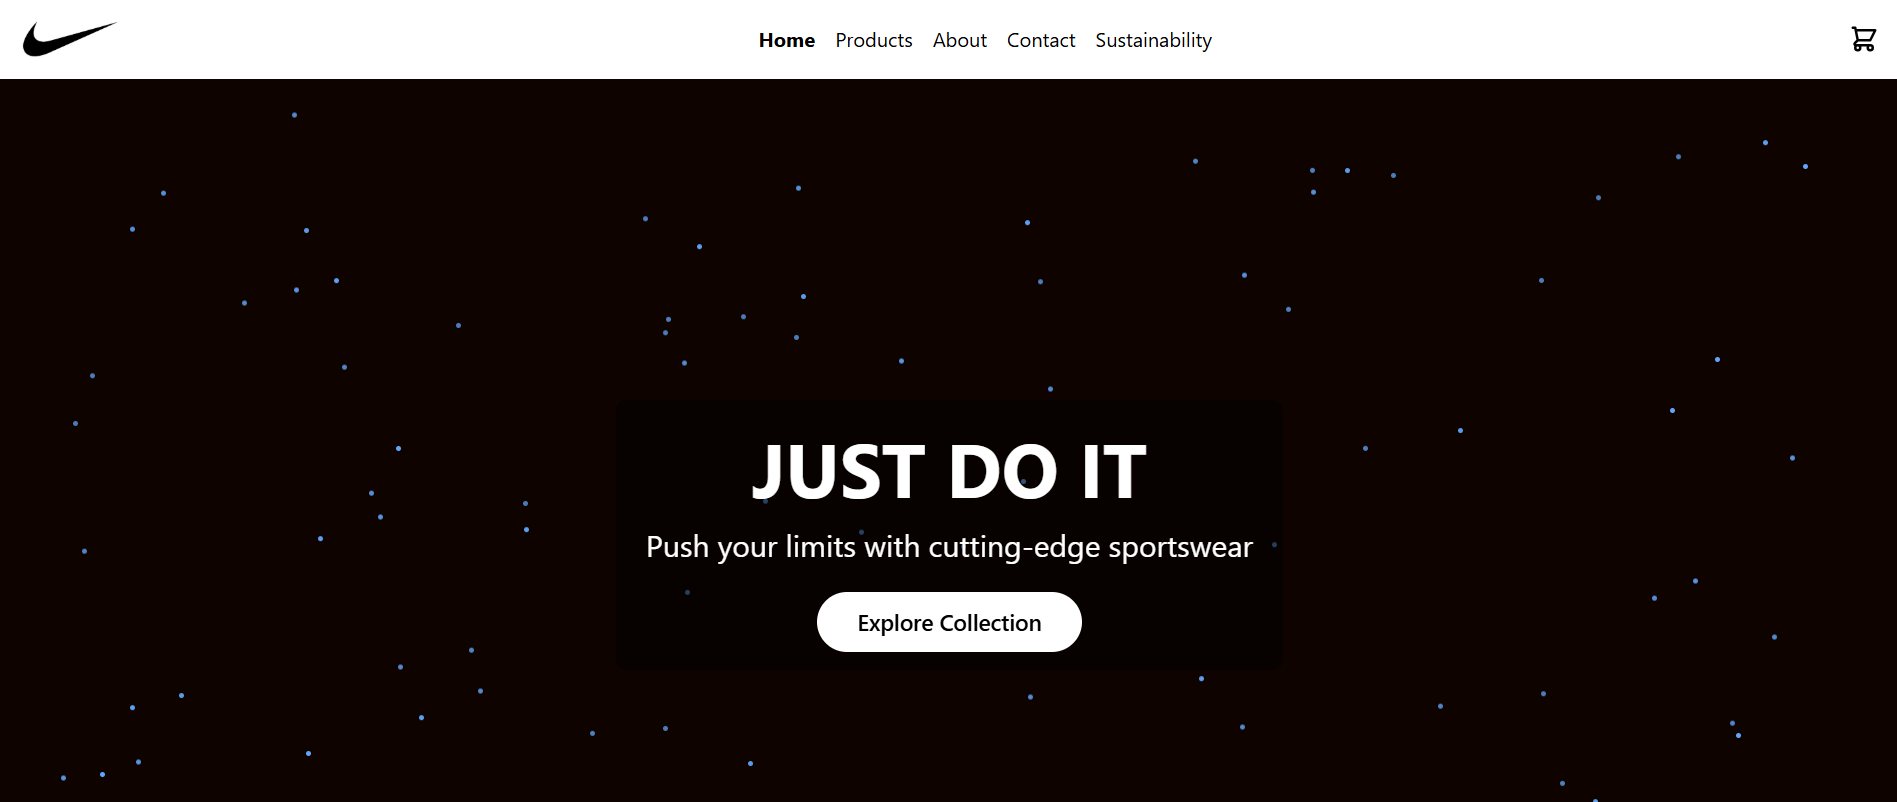 Home Products About Contact Sustainability
JUST DO IT
Push your limits with cutting-edge sportswear
Explore Collection